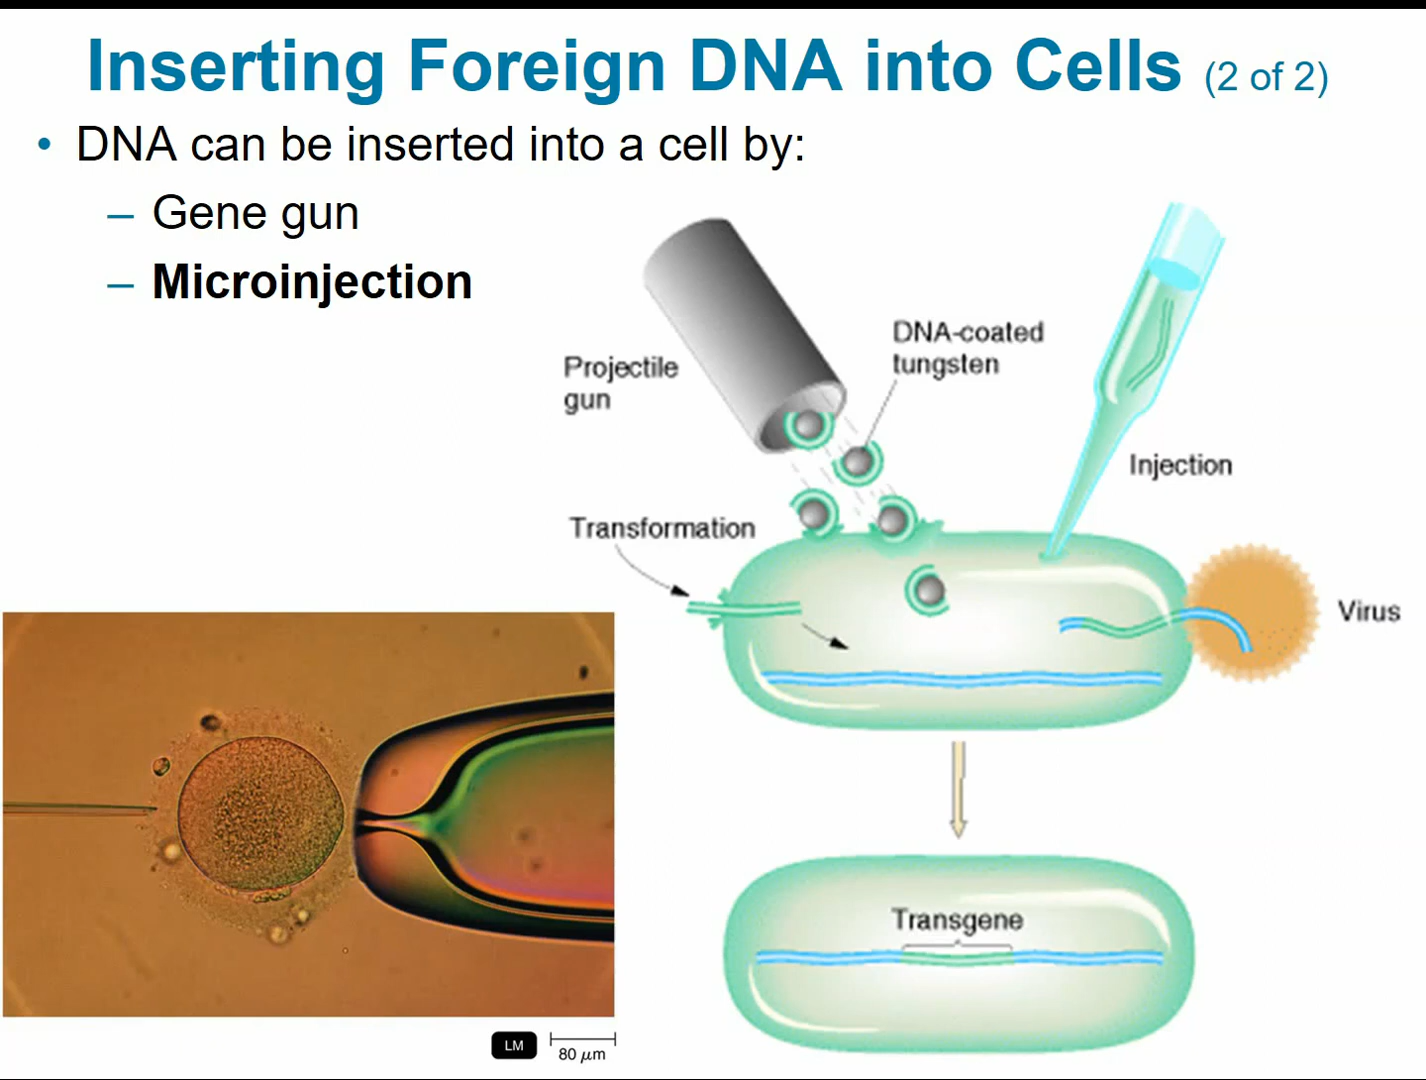 Inserting Foreign DNA into Cells (2 of 2)
• DNA can be inserted into a cell by:
– Gene gun
– Microinjection
Projectile
gun
DNA-coated
tungsten
Injection
Transformation
Virus
Transgene
LM
80 µm